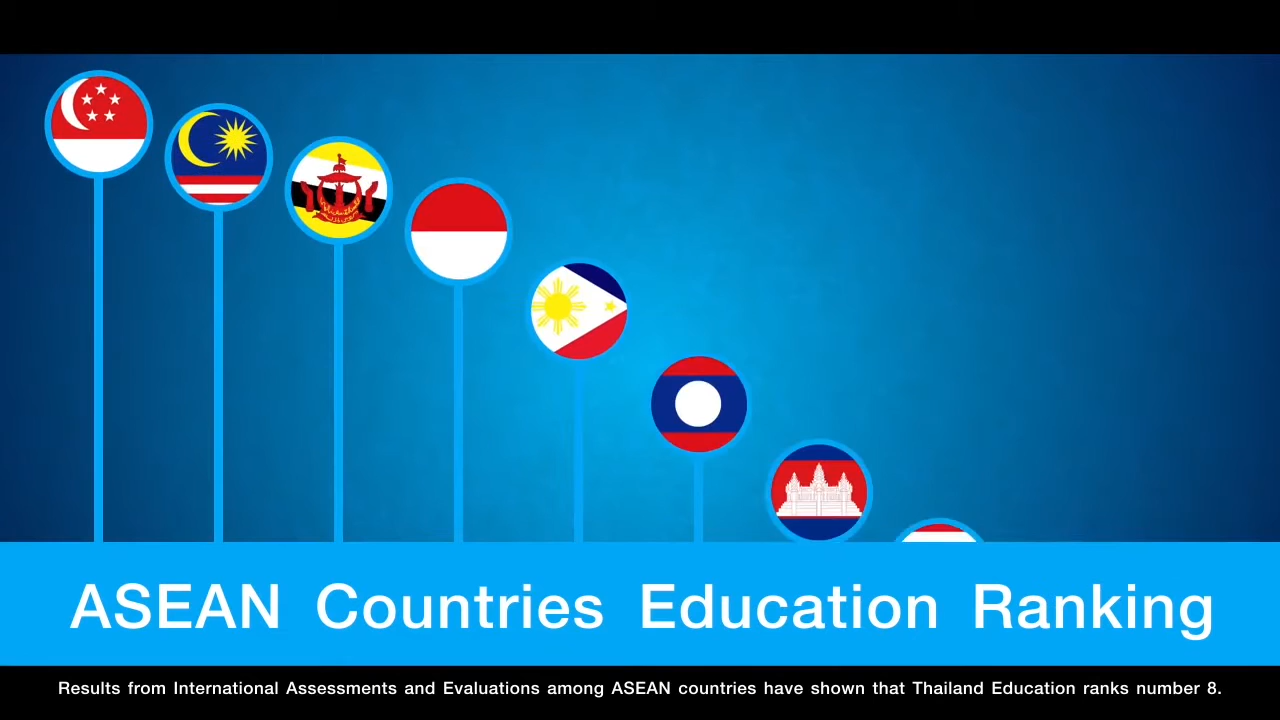 ASEAN Countries Education Ranking
Results from International Assessments and Evaluations among ASEAN countries have shown that Thailand Education ranks number 8.